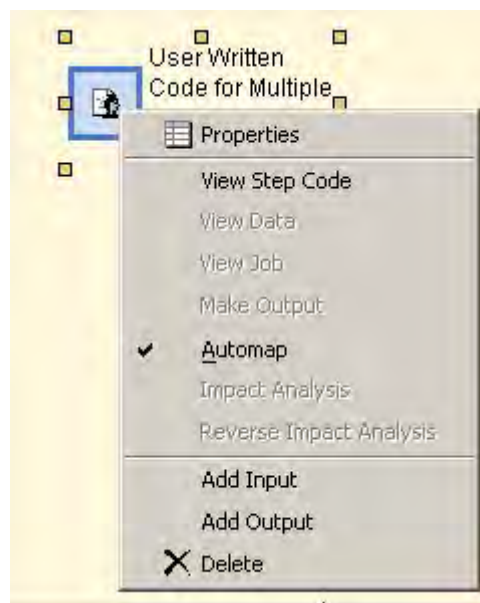 User Written
Code for Multiple
Properties
View Step Code
View Data
View Job
Make Output
Automap
Impact Analysis
Reverse Impact Analysis
Add Input
Add Output
Delete